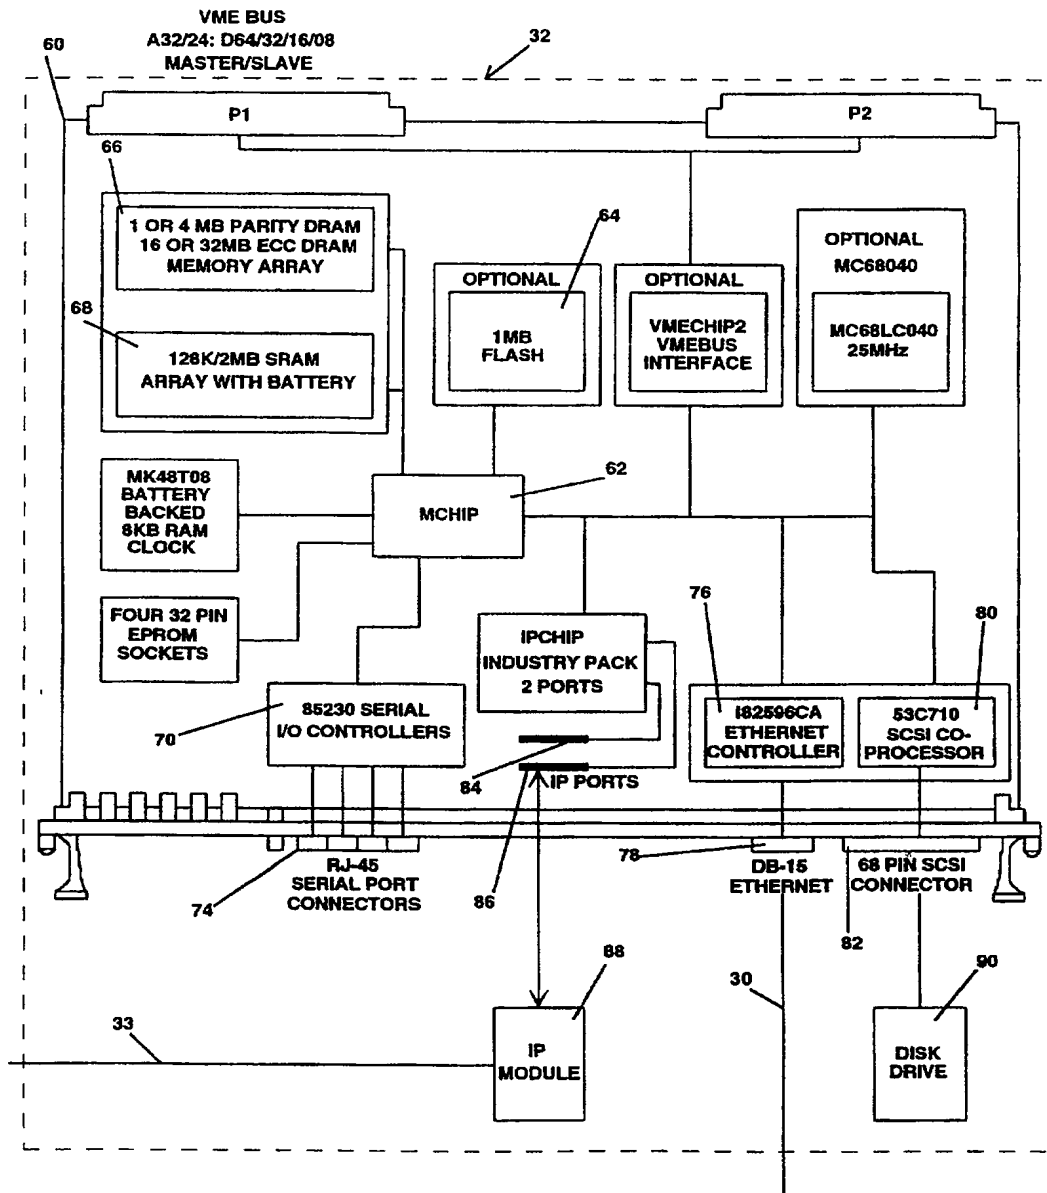 VME BUS
A32/24: D64/32/16/08
MASTER/SLAVE
60
32
P1
P2
66
1 OR 4 MB PARITY DRAM
16 OR 32MB ECC DRAM
MEMORY ARRAY
68
128K/2MB SRAM
ARRAY WITH BATTERY
64
OPTIONAL
1MB
FLASH
OPTIONAL
VMECHIP2
VMEBUS
INTERFACE
OPTIONAL
MC68040
MC68LC040
25MHz
MK48T08
BATTERY
BACKED
8KB RAM
CLOCK
MCHIP
62
FOUR 32 PIN
EPROM
SOCKETS
IPCHIP
INDUSTRY PACK
2 PORTS
76
80
85230 SERIAL
I/O CONTROLLERS
70
I82596CA
ETHERNET
CONTROLLER
53C710
SCSI CO-
PROCESSOR
84
IP PORTS
74
RJ-45
SERIAL PORT
CONNECTORS
86
78
DB-15
ETHERNET
68 PIN SCSI
CONNECTOR
82
88
30
90
33
IP
MODULE
DISK
DRIVE